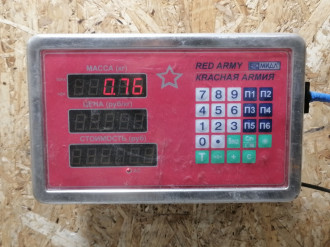 RED ARMY
МАССА (кг)
КРАСНАЯ АРМИЯ
0.76
7 8 9 П1 П2
ЦЕНА (руб/кг)
4 5 6 П3 П4
1 2 3 П5 П6
СТОИМОСТЬ (руб)
0 •
T
C